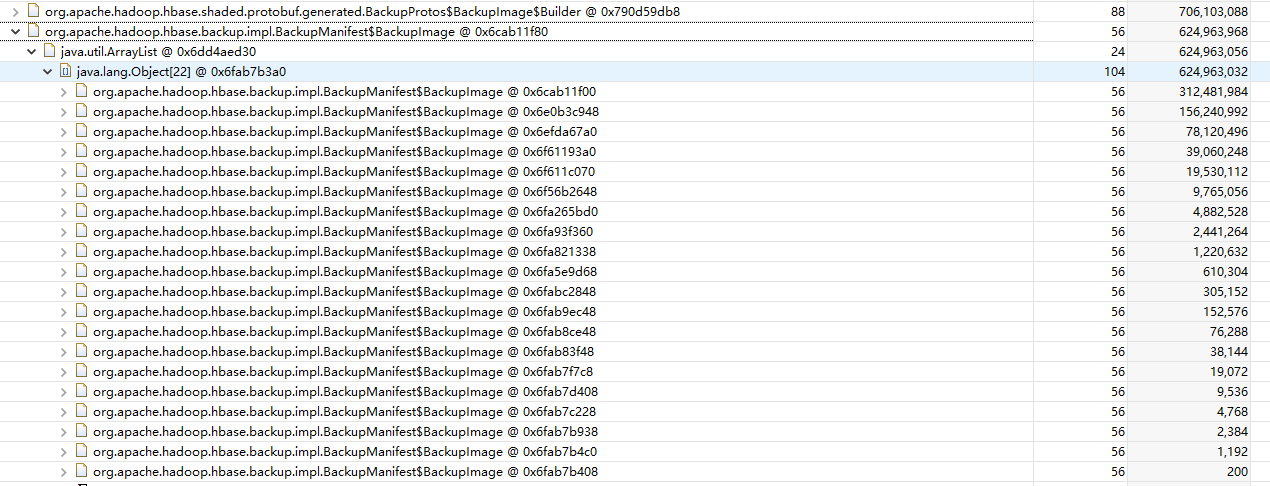 org.apache.hadoop.hbase.shaded.protobuf.generated.BackupProtos$BackupImage$Builder @ 0x790d59db8 88 706,103,088
org.apache.hadoop.hbase.backup.impl.BackupManifest$BackupImage @ 0x6cab11f80 56 624,963,968
java.util.ArrayList @ 0x6dd4aed30 24 624,963,056
java.lang.Object[22] @ 0x6fab7b3a0 104 624,963,032
org.apache.hadoop.hbase.backup.impl.BackupManifest$BackupImage @ 0x6cab11f00 56 312,481,984
org.apache.hadoop.hbase.backup.impl.BackupManifest$BackupImage @ 0x6e0b3c948 56 156,240,992
org.apache.hadoop.hbase.backup.impl.BackupManifest$BackupImage @ 0x6efda67a0 56 78,120,496
org.apache.hadoop.hbase.backup.impl.BackupManifest$BackupImage @ 0x6f61193a0 56 39,060,248
org.apache.hadoop.hbase.backup.impl.BackupManifest$BackupImage @ 0x6f611c070 56 19,530,112
org.apache.hadoop.hbase.backup.impl.BackupManifest$BackupImage @ 0x6f56b2648 56 9,765,056
org.apache.hadoop.hbase.backup.impl.BackupManifest$BackupImage @ 0x6fa265bd0 56 4,882,528
org.apache.hadoop.hbase.backup.impl.BackupManifest$BackupImage @ 0x6fa93f360 56 2,441,264
org.apache.hadoop.hbase.backup.impl.BackupManifest$BackupImage @ 0x6fa821338 56 1,220,632
org.apache.hadoop.hbase.backup.impl.BackupManifest$BackupImage @ 0x6fa5e9d68 56 610,304
org.apache.hadoop.hbase.backup.impl.BackupManifest$BackupImage @ 0x6fabc2848 56 305,152
org.apache.hadoop.hbase.backup.impl.BackupManifest$BackupImage @ 0x6fab9ec48 56 152,576
org.apache.hadoop.hbase.backup.impl.BackupManifest$BackupImage @ 0x6fab8ce48 56 76,288
org.apache.hadoop.hbase.backup.impl.BackupManifest$BackupImage @ 0x6fab83f48 56 38,144
org.apache.hadoop.hbase.backup.impl.BackupManifest$BackupImage @ 0x6fab7f7c8 56 19,072
org.apache.hadoop.hbase.backup.impl.BackupManifest$BackupImage @ 0x6fab7d408 56 9,536
org.apache.hadoop.hbase.backup.impl.BackupManifest$BackupImage @ 0x6fab7c228 56 4,768
org.apache.hadoop.hbase.backup.impl.BackupManifest$BackupImage @ 0x6fab7b938 56 2,384
org.apache.hadoop.hbase.backup.impl.BackupManifest$BackupImage @ 0x6fab7b4c0 56 1,192
org.apache.hadoop.hbase.backup.impl.BackupManifest$BackupImage @ 0x6fab7b408 56 200